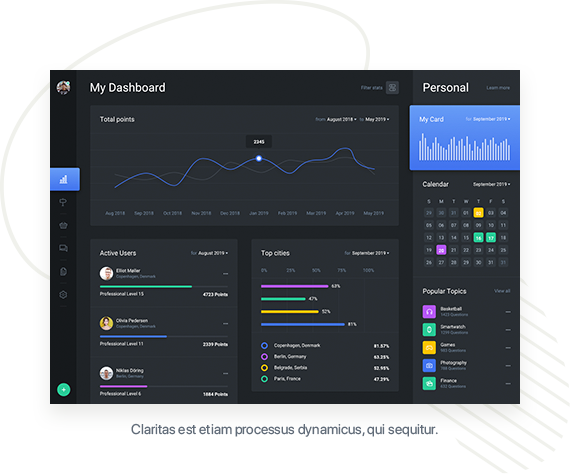 My Dashboard
Filter stats
Personal
Learn more
Total points
from August 2018 to May 2019
2245
Aug 2018 Sep 2018 Oct 2018 Nov 2018 Dec 2018 Jan 2019 Feb 2019 Mar 2019 Apr 2019 May 2019
My Card
for September 2019
Calendar
September 2019
S M T W T F S
29 30 31 01 02 03 04
05 06 07 08 09 10 11
12 13 14 15 16 17 18
19 20 21 22 23 24 25
26 27 28 29 30 31 01
Active Users
for August 2019
Elliot Møller
Copenhagen, Denmark
Professional Level 15
4723 Points
Olivia Pedersen
Copenhagen, Denmark
Professional Level 11
2339 Points
Niklas Döring
Berlin, Germany
Professional Level 6
1084 Points
Top cities
for September 2019
0% 25% 50% 75% 100%
63%
47%
52%
81%
Copenhagen, Denmark 81.57%
Berlin, Germany 63.25%
Belgrade, Serbia 52.95%
Paris, France 47.29%
Popular Topics
View all
Basketball
1423 Questions
Smartwatch
1299 Questions
Games
985 Questions
Photography
788 Questions
Finance
638 Questions
Claritas est etiam processus dynamicus, qui sequitur.